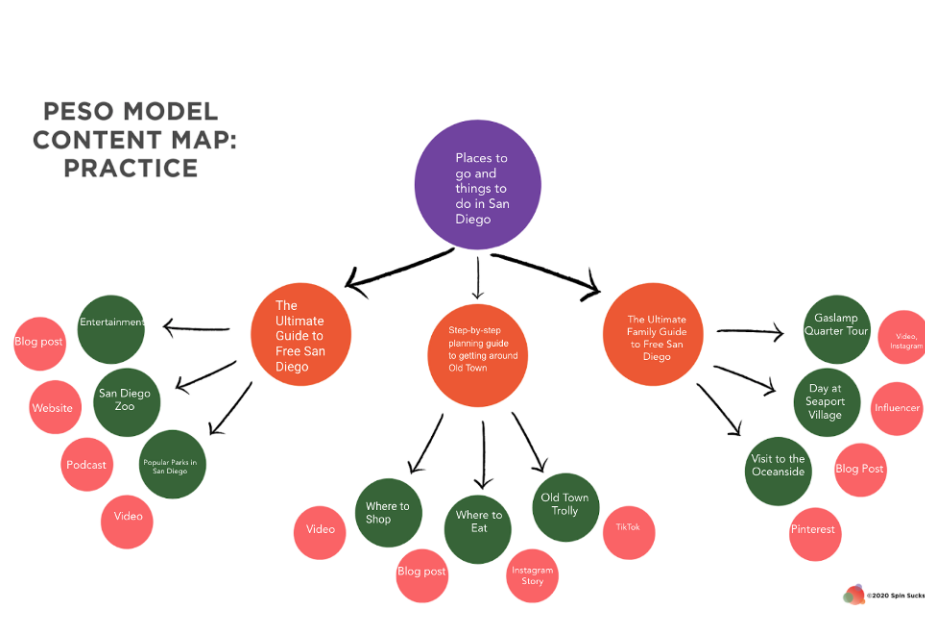 PESO MODEL
CONTENT MAP:
PRACTICE
Places to
go and
things to
do in San
Diego
The
Ultimate
Guide to
Free San
Diego
Step-by-step
planning guide
to getting around
Old Town
The Ultimate
Family Guide
to Free San
Diego
Entertainment
Blog post
San Diego
Zoo
Website
Popular Parks in
San Diego
Podcast
Video
Where to
Shop
Where to
Eat
Old Town
Trolly
Video
Blog post
Instagram
Story
TikTok
Gaslamp
Quarter Tour
Video,
Instagram
Day at
Seaport
Village
Influencer
Visit to the
Oceanside
Blog Post
Pinterest
©2020 Spin Sucks